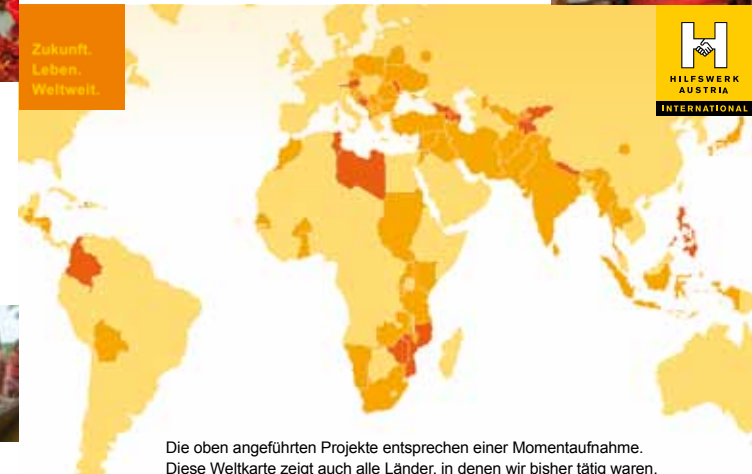 Zukunft.
Leben.
Weltweit.
HILFSWERK
AUSTRIA
INTERNATIONAL
Die oben angeführten Projekte entsprechen einer Momentaufnahme.
Diese Weltkarte zeigt auch alle Länder, in denen wir bisher tätig waren.